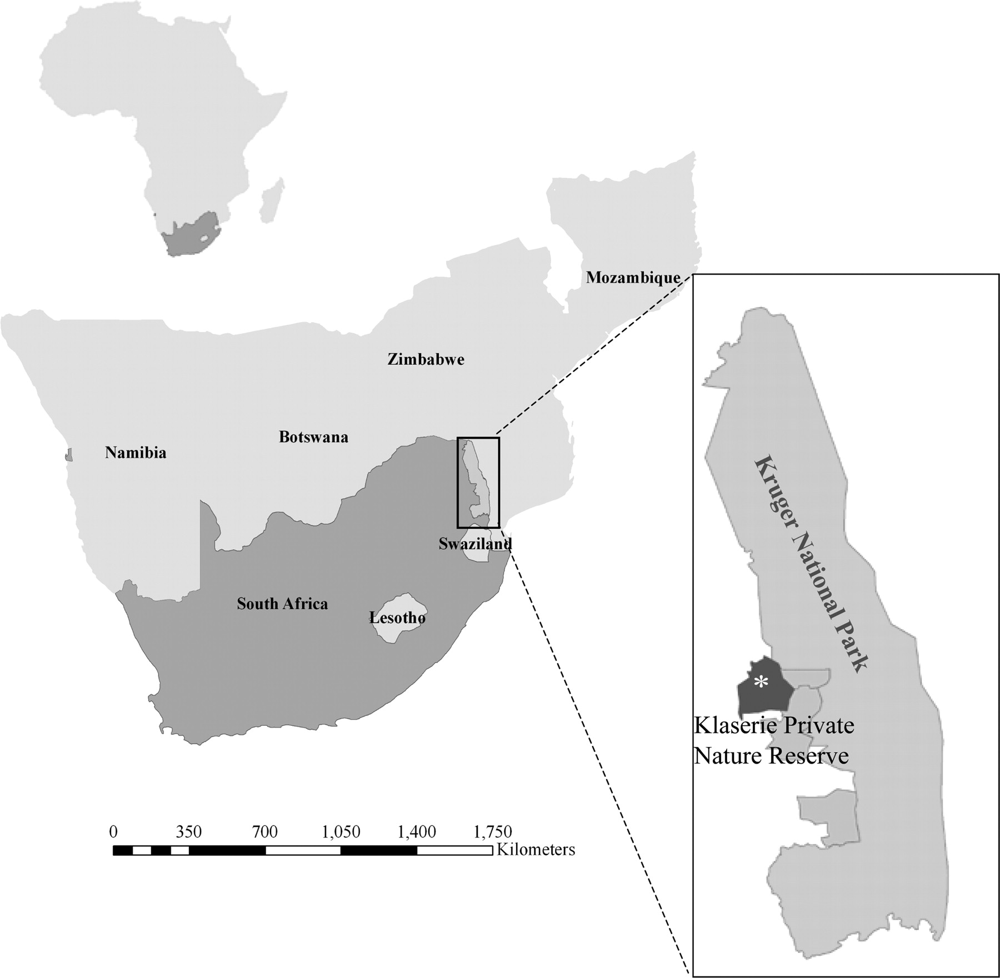 Mozambique
Zimbabwe
Botswana
Namibia
Swaziland
South Africa
Lesotho
0 350 700 1,050 1,400 1,750
Kilometers
Kruger National Park
*
Klaserie Private
Nature Reserve